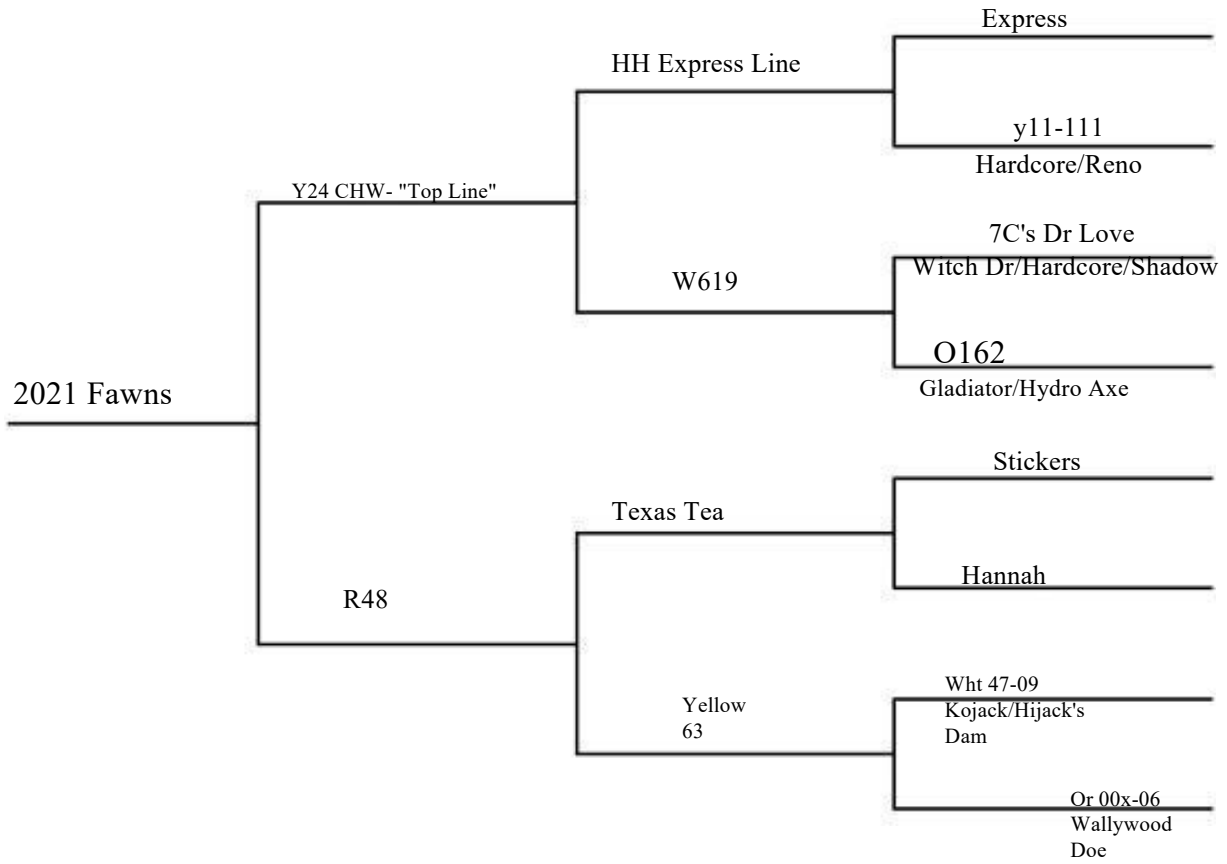 Express
HH Express Line
y11-111
Hardcore/Reno
Y24 CHW- "Top Line"
7C's Dr Love
Witch Dr/Hardcore/Shadow
W619
O162
Gladiator/Hydro Axe
2021 Fawns
Stickers
Texas Tea
Hannah
R48
Wht 47-09
Kojack/Hijack's
Dam
Yellow
63
Or 00x-06
Wallywood
Doe